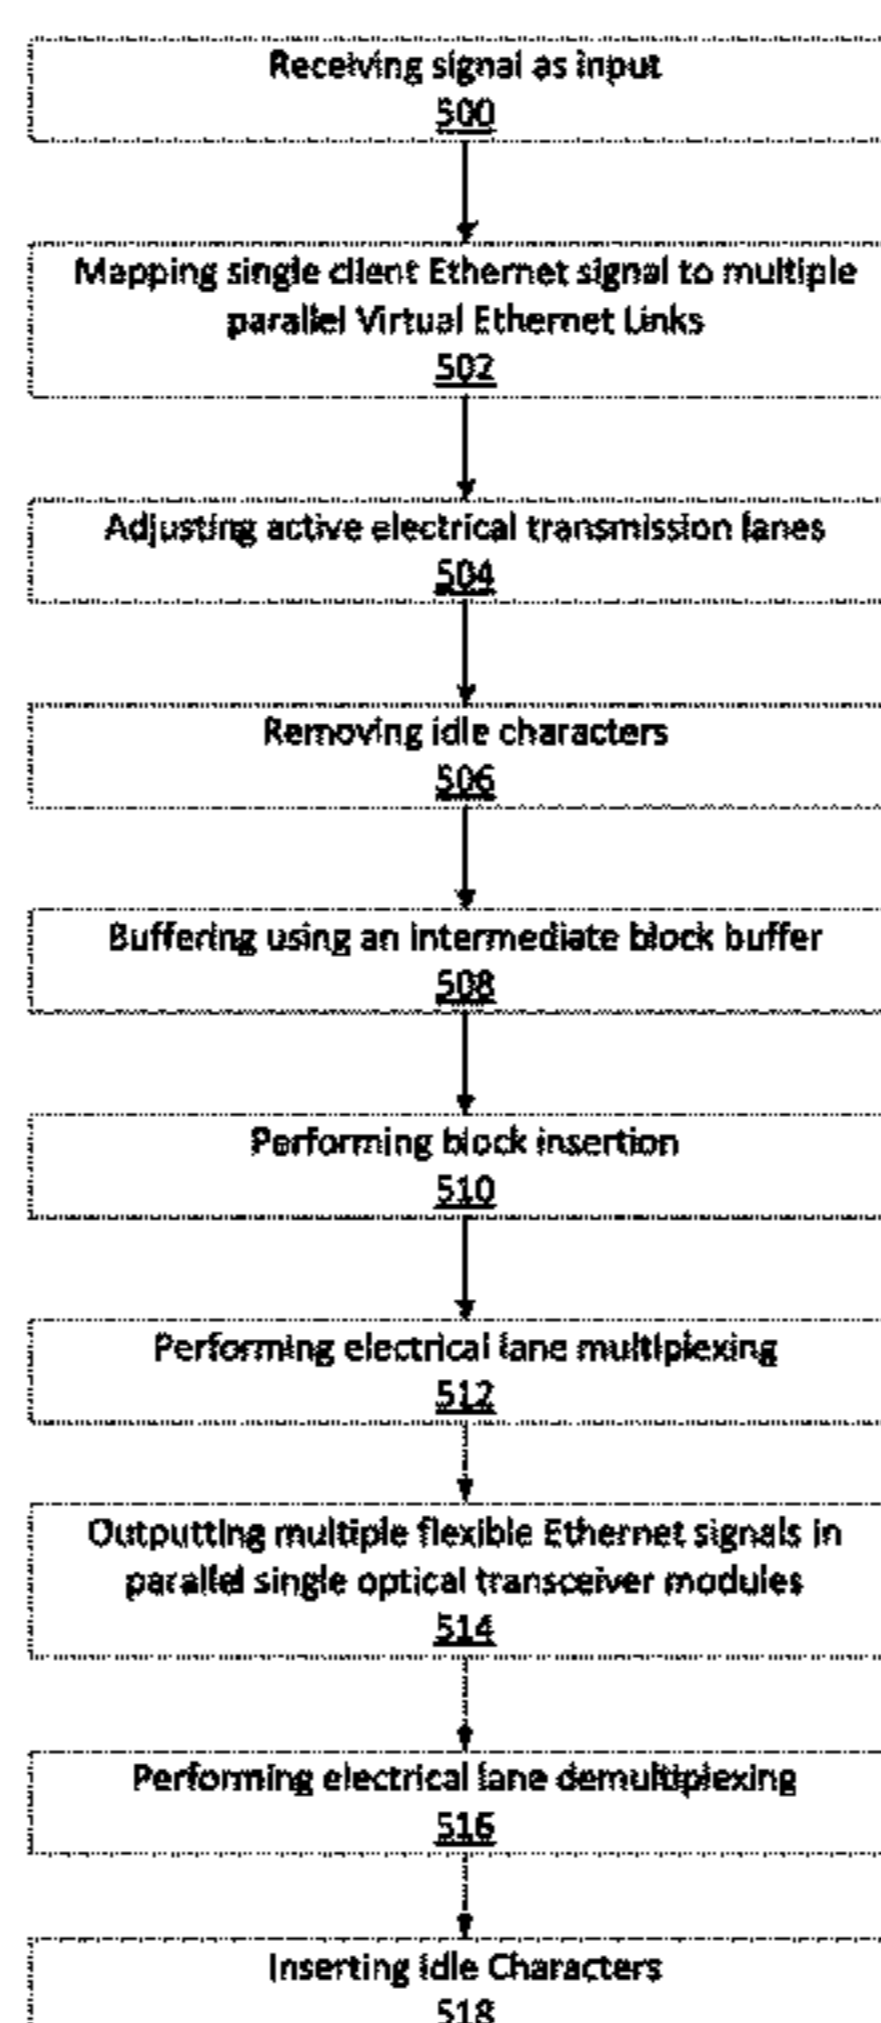 Receiving signal as input
500
Mapping single client Ethernet signal to multiple
parallel Virtual Ethernet Links
502
Adjusting active electrical transmission lanes
504
Removing idle characters
506
Buffering using an intermediate block buffer
508
Performing block insertion
510
Performing electrical lane multiplexing
512
Outputting multiple flexible Ethernet signals in
parallel single optical transceiver modules
514
Performing electrical lane demultiplexing
516
Inserting Idle Characters
518